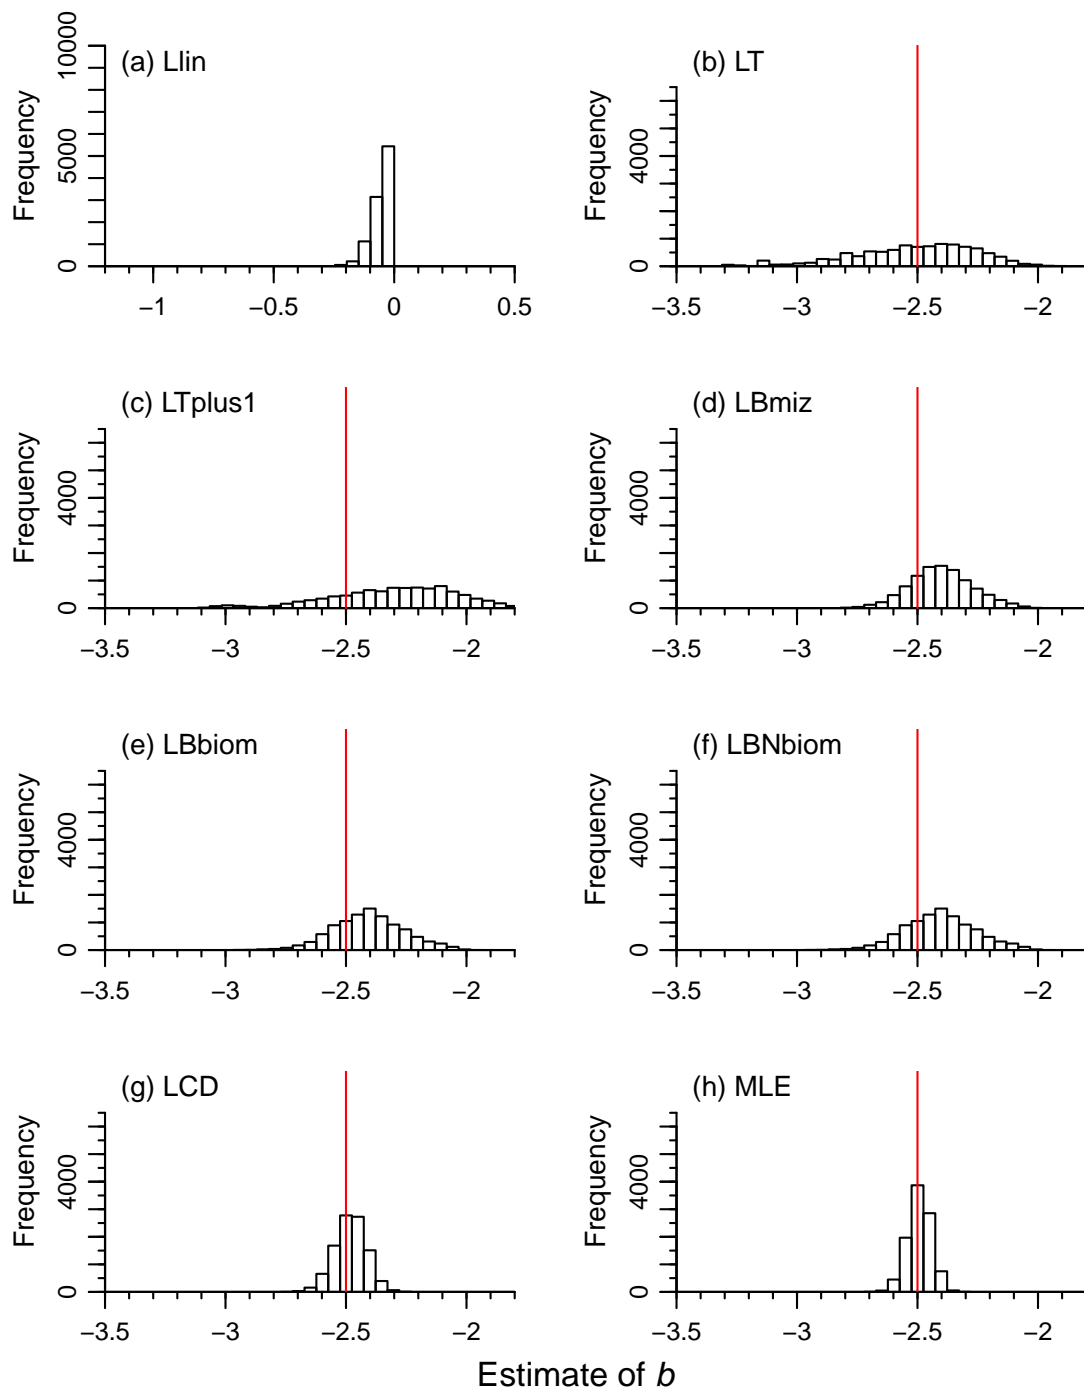 (a) Llin
Frequency
0
5000
10000
−1
−0.5
0
0.5
(b) LT
Frequency
0
4000
−3.5
−3
−2.5
−2
(c) LTplus1
Frequency
0
4000
−3.5
−3
−2.5
−2
(d) LBmiz
Frequency
0
4000
−3.5
−3
−2.5
−2
(e) LBbiom
Frequency
0
4000
−3.5
−3
−2.5
−2
(f) LBNbiom
Frequency
0
4000
−3.5
−3
−2.5
−2
(g) LCD
Frequency
0
4000
−3.5
−3
−2.5
−2
(h) MLE
Frequency
0
4000
−3.5
−3
−2.5
−2
Estimate of b